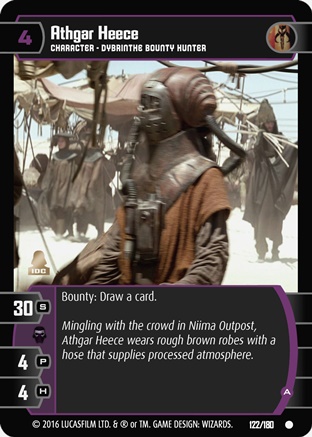 4
Athgar Heece
CHARACTER - DYBRINTHE BOUNTY HUNTER
IDC
30 S
4 P
4 H
Bounty: Draw a card.
Mingling with the crowd in Niima Outpost,
Athgar Heece wears rough brown robes with a
hose that supplies processed atmosphere.
A
© 2016 LUCASFILM LTD. & ® or TM. GAME DESIGN: WIZARDS.
122/180